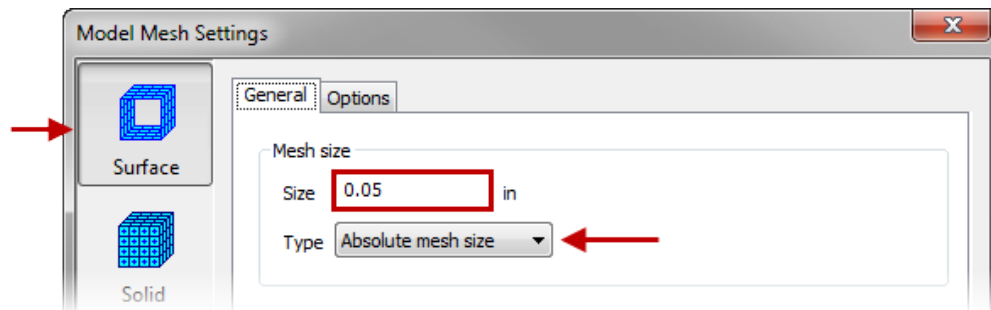 Model Mesh Settings
X
General Options
Mesh size
Surface
Size 0.05 in
Type Absolute mesh size
Solid